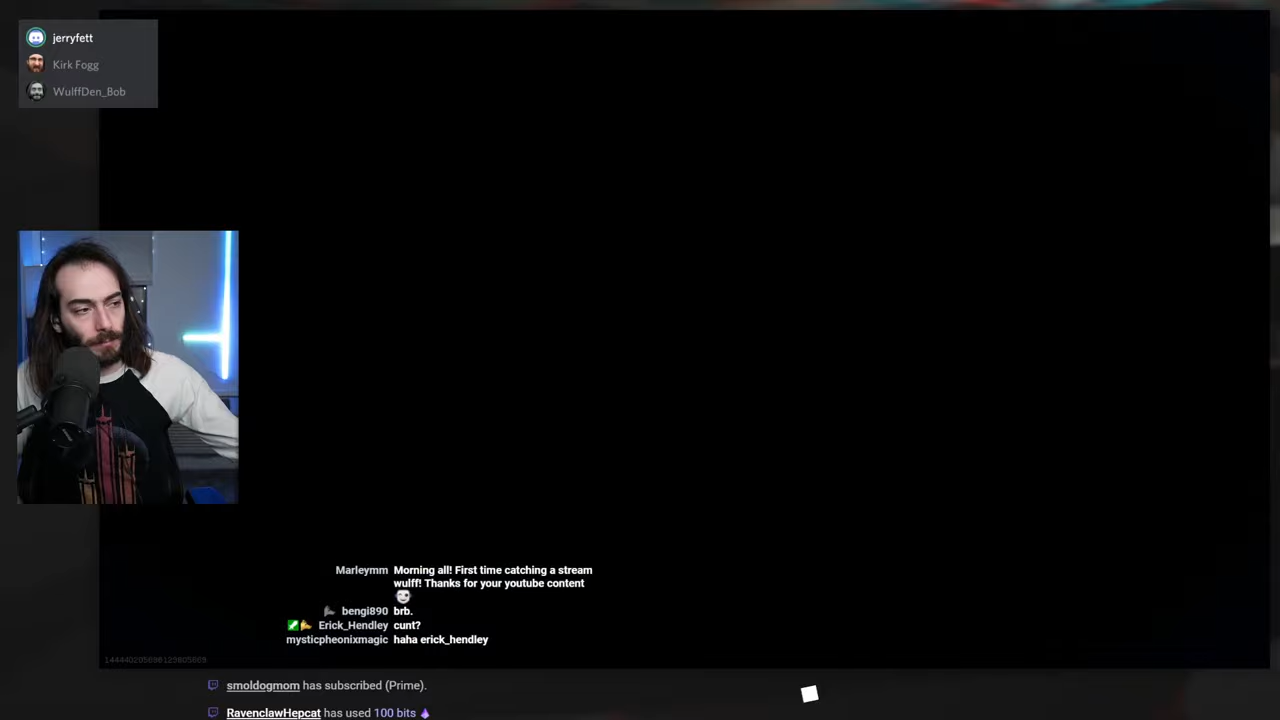 jerryfett
Kirk Fogg
WulffDen_Bob
Marleymm Morning all! First time catching a stream
wulff! Thanks for your youtube content
bengi890 brb.
Erick_Hendley cunt?
mysticpheonixmagic haha erick_hendley
smoldogmom has subscribed (Prime).
RavenclawHepcat has used 100 bits